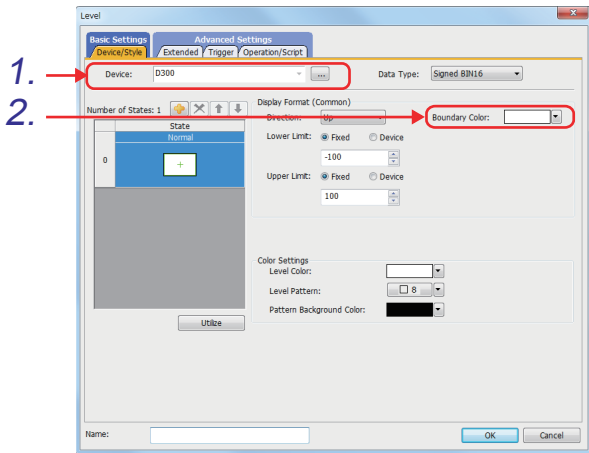 Level
Basic Settings Advanced Settings
Device/Style Extended Trigger Operation/Script
1.
Device: D300 ... Data Type: Signed BIN16
2.
Number of States: 1
Display Format (Common)
Direction: Up Boundary Color:
State
Normal
0
Lower Limit: Fixed Device
-100
Upper Limit: Fixed Device
100
Color Settings
Level Color:
Level Pattern: 8
Pattern Background Color:
Utilize
Name:
OK Cancel